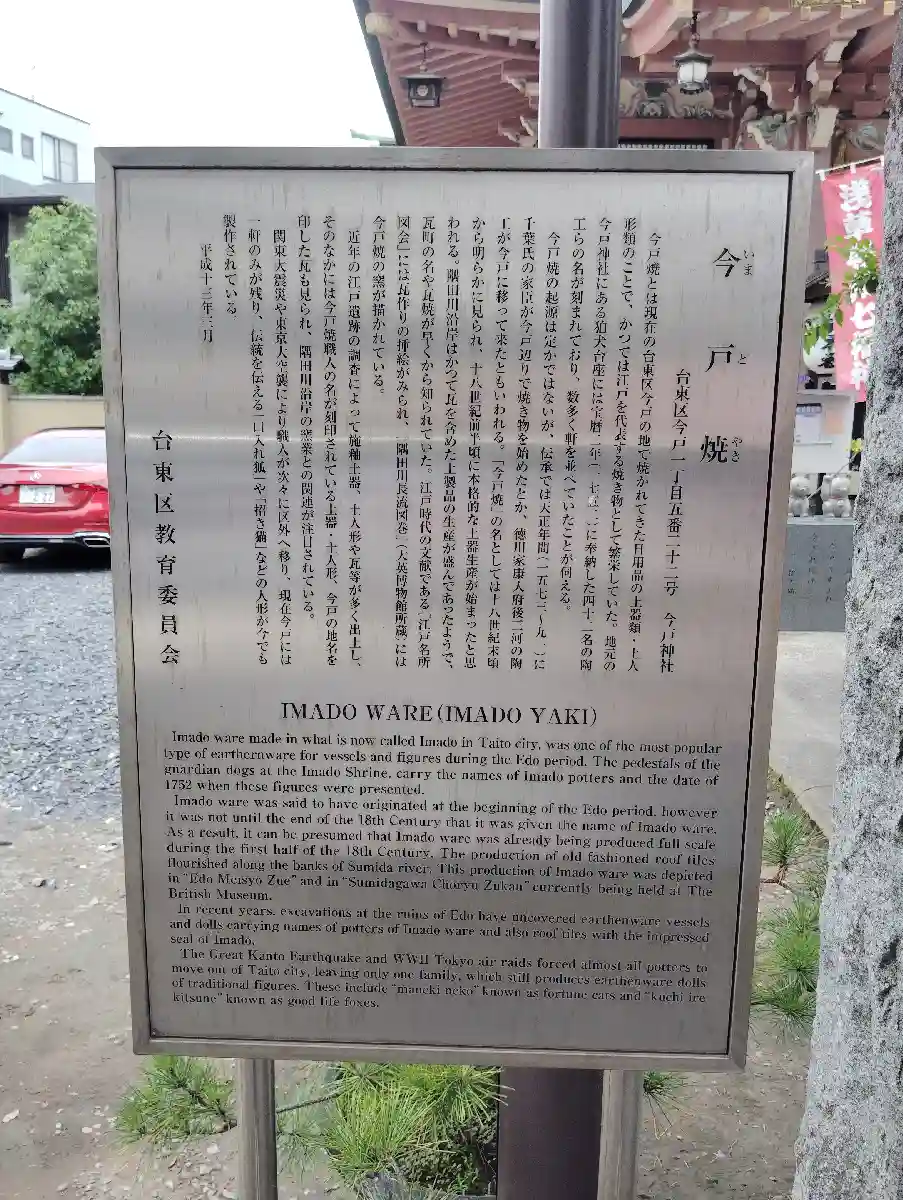 今戸焼
いま と やき
台東区今戸一丁目五番二十二号 今戸神社
今戸焼とは現在の台東区今戸の地で焼かれてきた日用品の土器類・土人
形類のことで、かつては江戸を代表する焼き物として繁栄していた。地元の
今戸神社にある狛犬台座には宝暦二年(一七五二)に奉納した四十二名の陶
工らの名が刻まれており、数多く軒を並べていたことが伺える。
今戸焼の起源は定かではないが、伝承では天正年間(一五七三〜九一)に
千葉氏の家臣が今戸辺りで焼き物を始めたとか、徳川家康入府後三河の陶
工が今戸に移って来たともいわれる。「今戸焼」の名としては十八世紀末頃
から明らかに見られ、十八世紀前半頃に本格的な土器生産が始まったと思
われる。隅田川沿岸はかつて瓦を含めた土製品の生産が盛んであったようで、
瓦町の名や瓦焼が早くから知られていた。江戸時代の文献である『江戸名所
図会』には瓦作りの挿絵がみられ、『隅田川長流図巻』(大英博物館所蔵)には
今戸焼の窯が描かれている。
近年の江戸遺跡の調査によって施釉土器、土人形や瓦等が多く出土し、
そのなかには今戸焼職人の名が刻印されている土器・土人形、今戸の地名を
印した瓦も見られ、隅田川沿岸の窯業との関連が注目されている。
関東大震災や東京大空襲により職人が次々に区外へ移り、現在今戸には
一軒のみが残り、伝統を伝える「口入れ狐」や「招き猫」などの人形が今でも
製作されている
平成十三年三月
台東区教育委員会
IMADO WARE(IMADO YAKI)
Imado ware made in what is now called Imado in Taito city, was one of the most popular
type of earthernware for vessels and figures during the Edo period. The pedestals of the
guardian dogs at the Imado Shrine, carry the names of imado potters and the date of
1752 when these figures were presented.
Imado ware was said to have originated at the beginning of the Edo period, however
it was not until the end of the 18th Century that it was given the name of Imado ware.
As a result, it can be presumed that Imado ware was already being produced full scale
during the first half of the 18th Century. The production of old fashioned roof tiles
flourished along the banks of Sumida river. This production of Imado ware was depicted
in "Edo Meisyo Zue" and in "Sumidagawa Choryu Zukan" currently being held at The
British Museum.
In recent years, excavations at the ruins of Edo have uncovered earthenware vessels
and dolls carrying names of potters of Imado ware and also roof tiles with the impressed
seal of Imado.
The Great Kanto Earthquake and WWII Tokyo air raids forced almost all potters to
move out of Taito city, leaving only one family, which still produces earthenware dolls
of traditional figures. These include "maneki neko" known as fortune cats and "kuchi ire
kitsune" known as good life foxes.
浅草